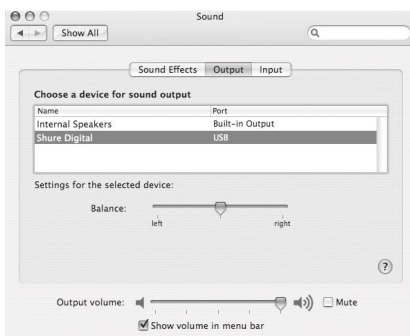 Sound
Show All
Sound Effects Output Input
Choose a device for sound output
Name Port
Internal Speakers Built-in Output
Shure Digital USB
Settings for the selected device:
Balance:
left right
?
Output volume: Mute
Show volume in menu bar